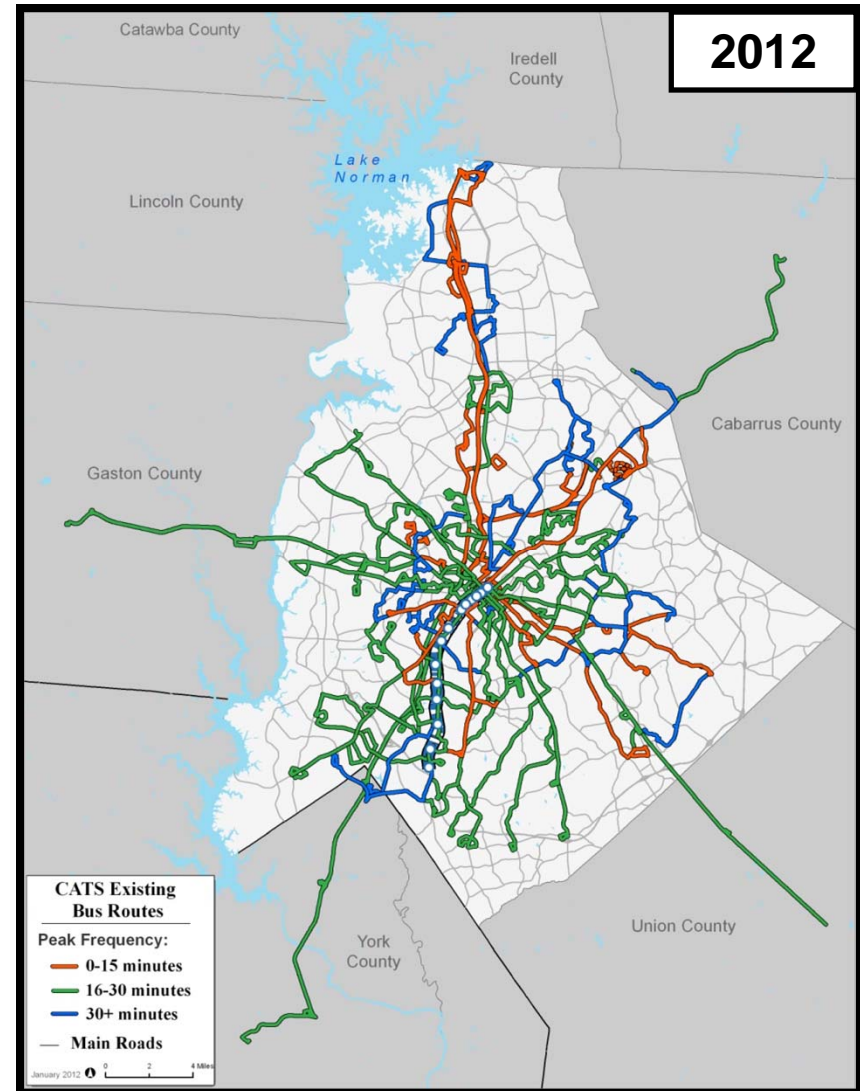 2012
Catawba County
Iredell
County
Lake
Norman
Lincoln County
Cabarrus County
Gaston County
Union County
York
County
CATS Existing
Bus Routes
Peak Frequency:
0-15 minutes
16-30 minutes
30+ minutes
Main Roads
January 2012
0 2 4 Miles